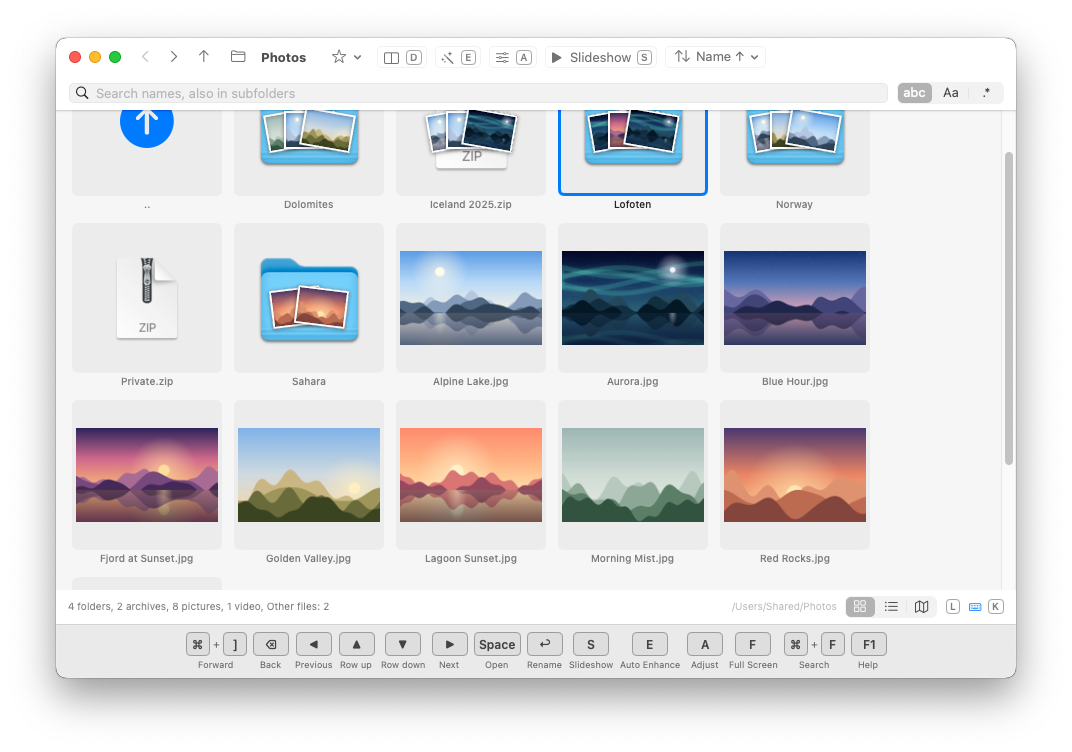 Photos D E A Slideshow S Name
Search names, also in subfolders abc Aa .*
ZIP
.. Dolomites Iceland 2025.zip Lofoten Norway
ZIP
Private.zip Sahara Alpine Lake.jpg Aurora.jpg Blue Hour.jpg
Fjord at Sunset.jpg Golden Valley.jpg Lagoon Sunset.jpg Morning Mist.jpg Red Rocks.jpg
4 folders, 2 archives, 8 pictures, 1 video, Other files: 2 /Users/Shared/Photos L K
⌘ + ] ⌫ ◀ ▲ ▼ ▶ Space ↩ S E A F ⌘ + F F1
Forward Back Previous Row up Row down Next Open Rename Slideshow Auto Enhance Adjust Full Screen Search Help